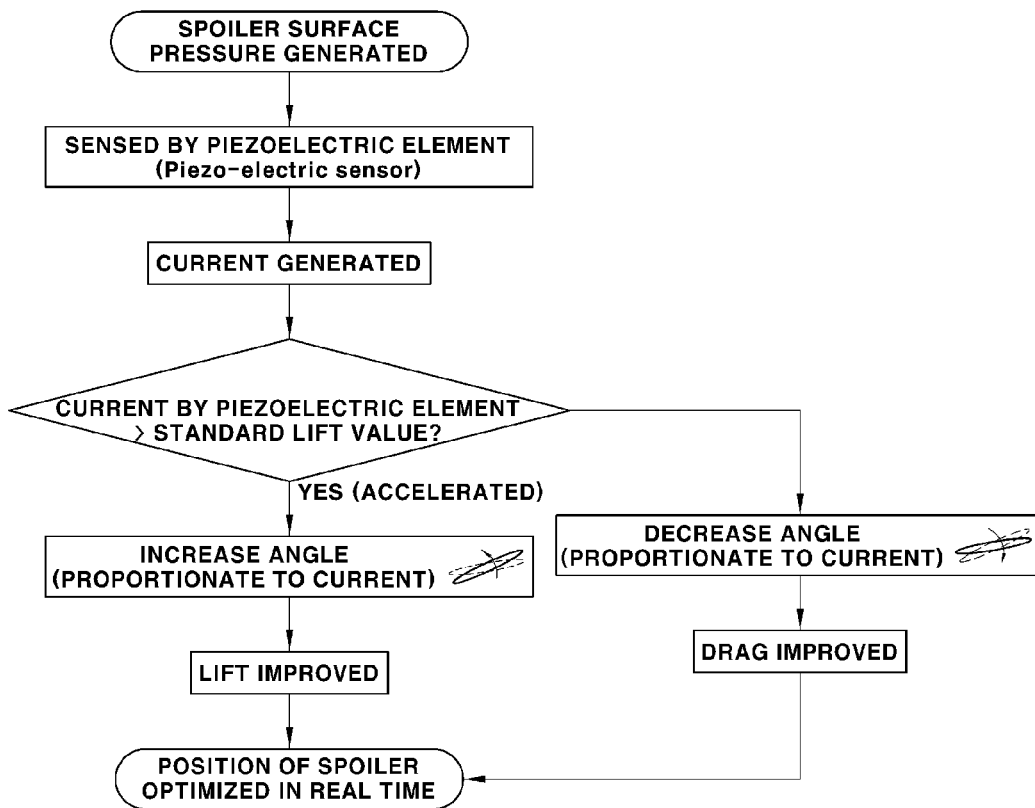 SPOILER SURFACE
PRESSURE GENERATED
SENSED BY PIEZOELECTRIC ELEMENT
(Piezo-electric sensor)
CURRENT GENERATED
CURRENT BY PIEZOELECTRIC ELEMENT
> STANDARD LIFT VALUE?
YES (ACCELERATED)
INCREASE ANGLE
(PROPORTIONATE TO CURRENT)
DECREASE ANGLE
(PROPORTIONATE TO CURRENT)
LIFT IMPROVED
DRAG IMPROVED
POSITION OF SPOILER
OPTIMIZED IN REAL TIME